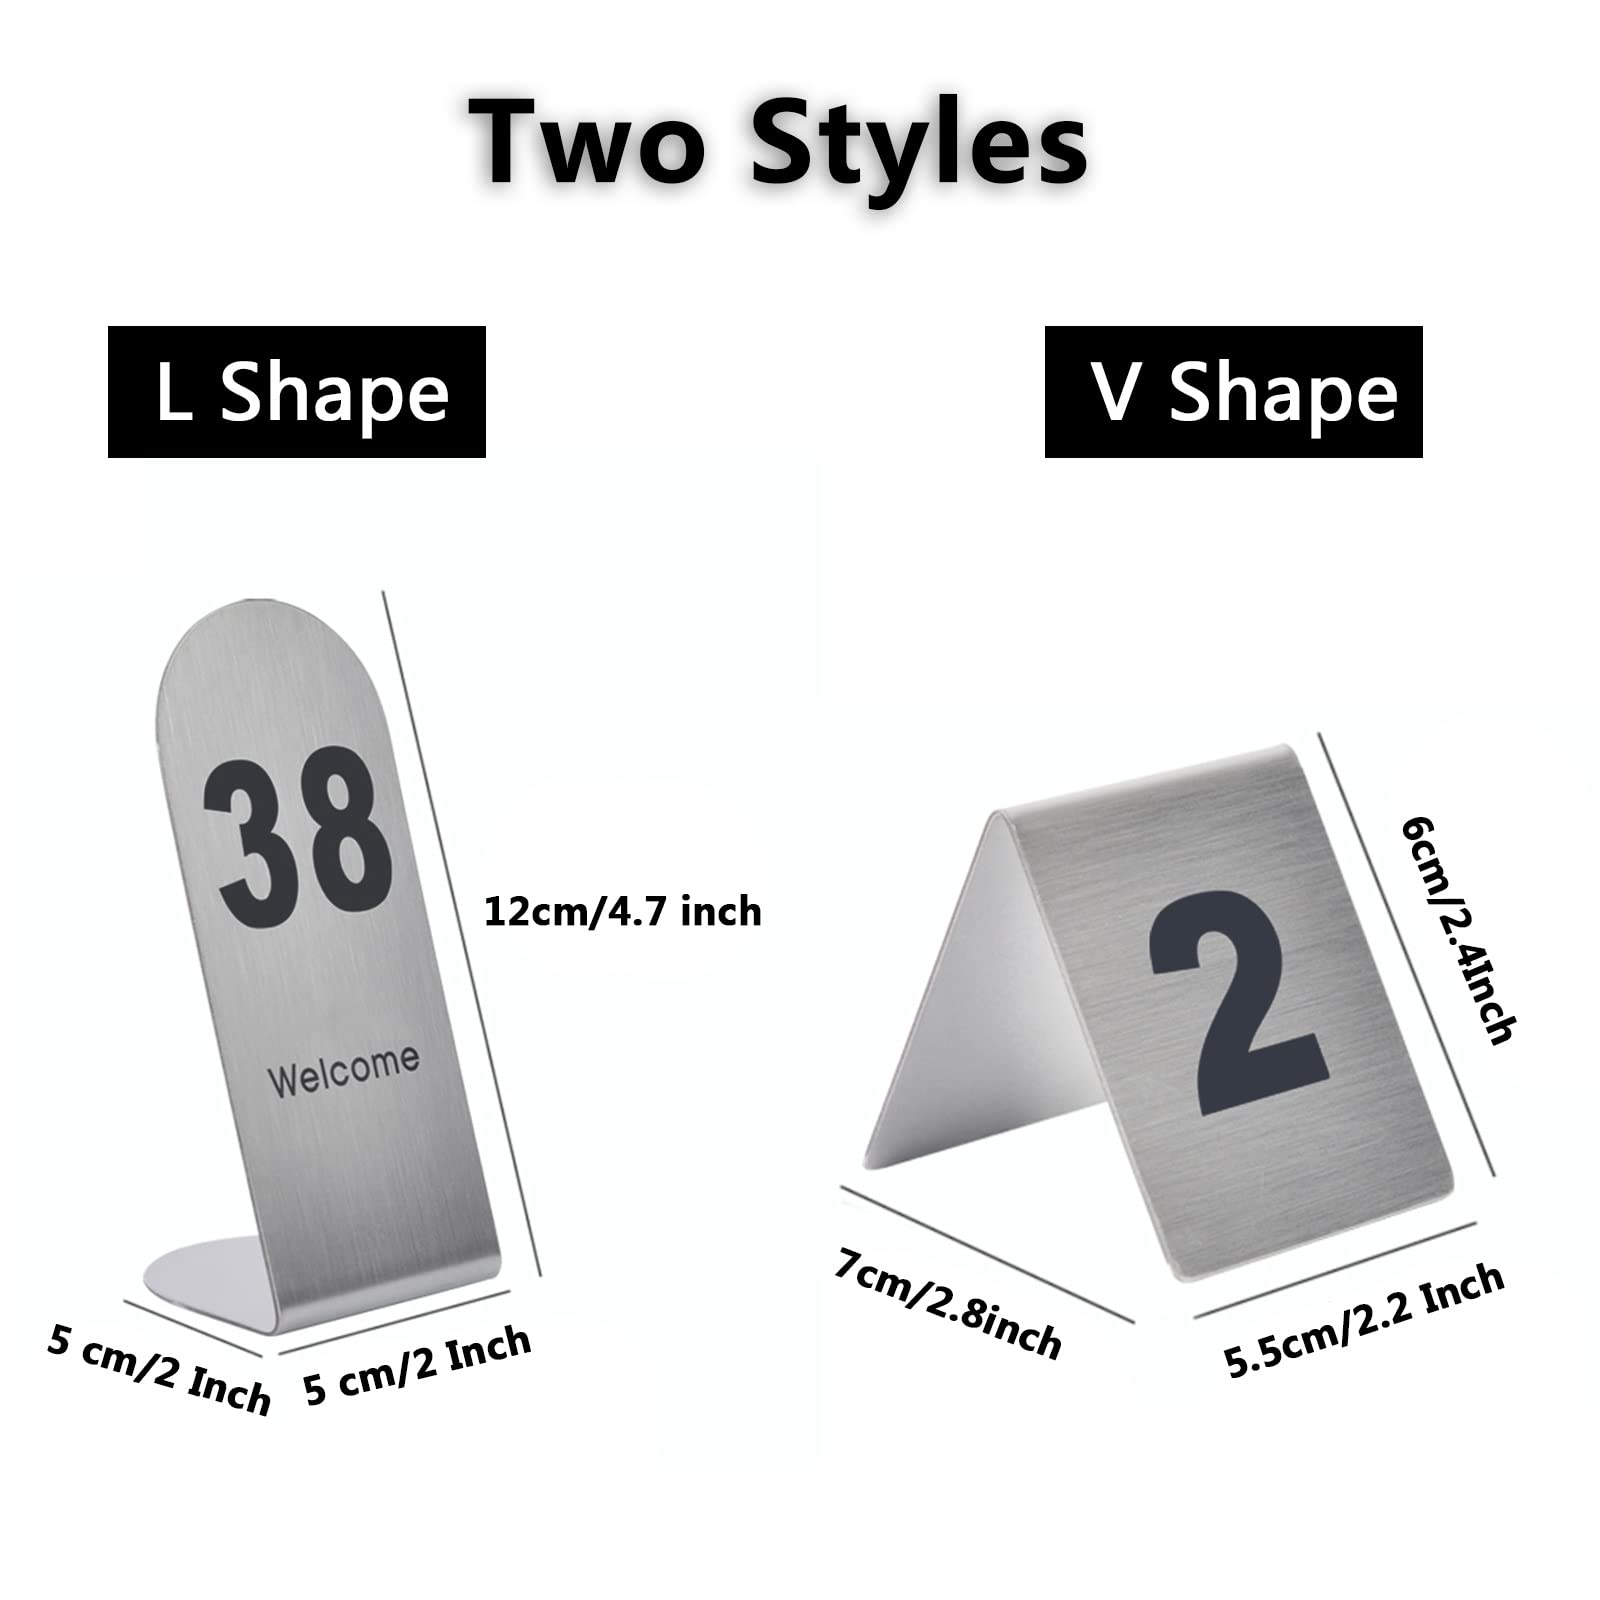 Two Styles
L Shape
V Shape
38
Welcome
12cm/4.7 inch
5 cm/2 Inch
5 cm/2 Inch
2
6cm/2.4Inch
7cm/2.8inch
5.5cm/2.2 Inch